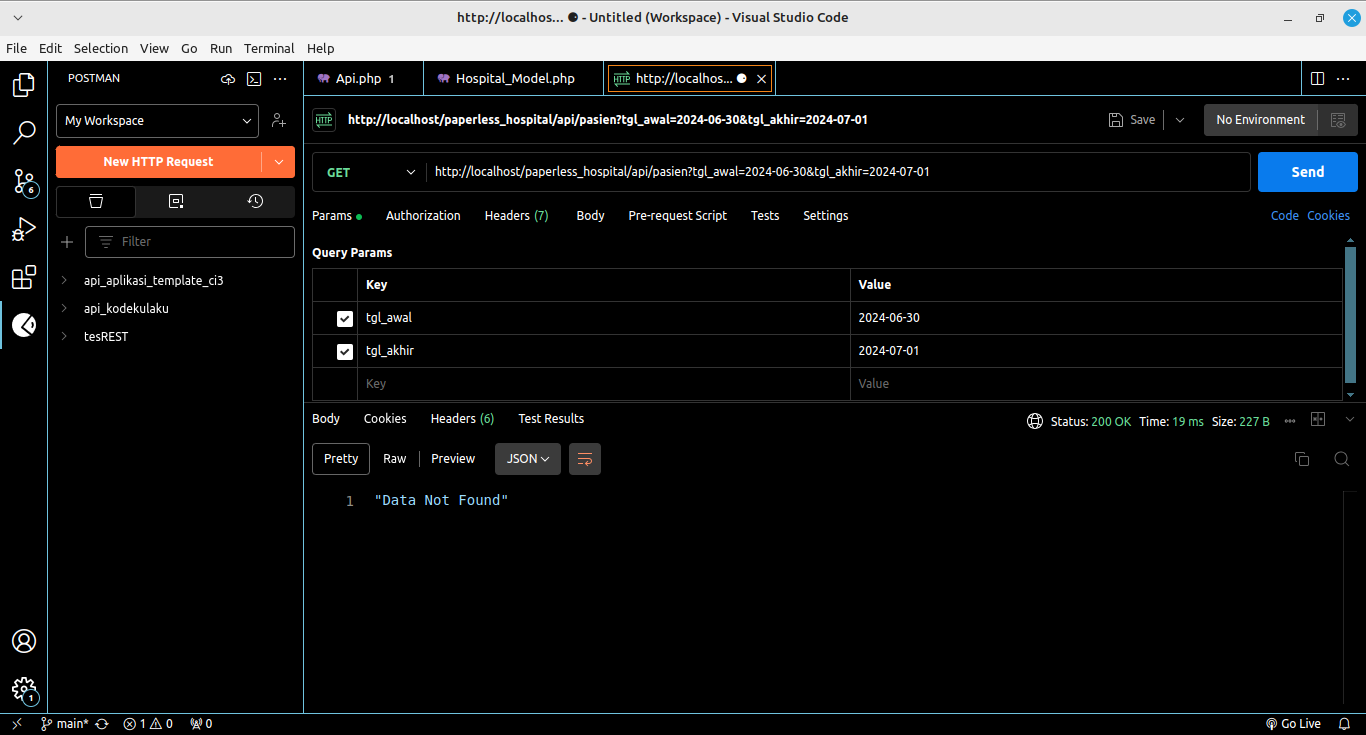 http://localhos... ● - Untitled (Workspace) - Visual Studio Code
File Edit Selection View Go Run Terminal Help
POSTMAN
Api.php 1
Hospital_Model.php
http://localhos... ●
My Workspace
http://localhost/paperless_hospital/api/pasien?tgl_awal=2024-06-30&tgl_akhir=2024-07-01
Save
No Environment
New HTTP Request
GET
http://localhost/paperless_hospital/api/pasien?tgl_awal=2024-06-30&tgl_akhir=2024-07-01
Send
6
Params Authorization Headers (7) Body Pre-request Script Tests Settings
Code Cookies
Filter
Query Params
Key Value
tgl_awal 2024-06-30
tgl_akhir 2024-07-01
Key Value
api_aplikasi_template_ci3
api_kodekulaku
tesREST
Body Cookies Headers (6) Test Results
Status: 200 OK Time: 19 ms Size: 227 B
Pretty Raw Preview JSON
1 "Data Not Found"
1
main* 1 0 0
Go Live